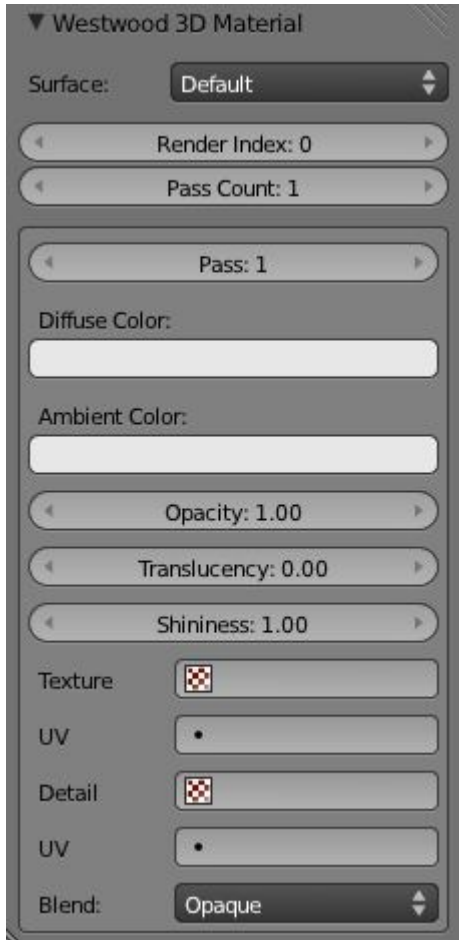 Westwood 3D Material
Surface: Default
Render Index: 0
Pass Count: 1
Pass: 1
Diffuse Color:
Ambient Color:
Opacity: 1.00
Translucency: 0.00
Shininess: 1.00
Texture
UV
Detail
UV
Blend: Opaque